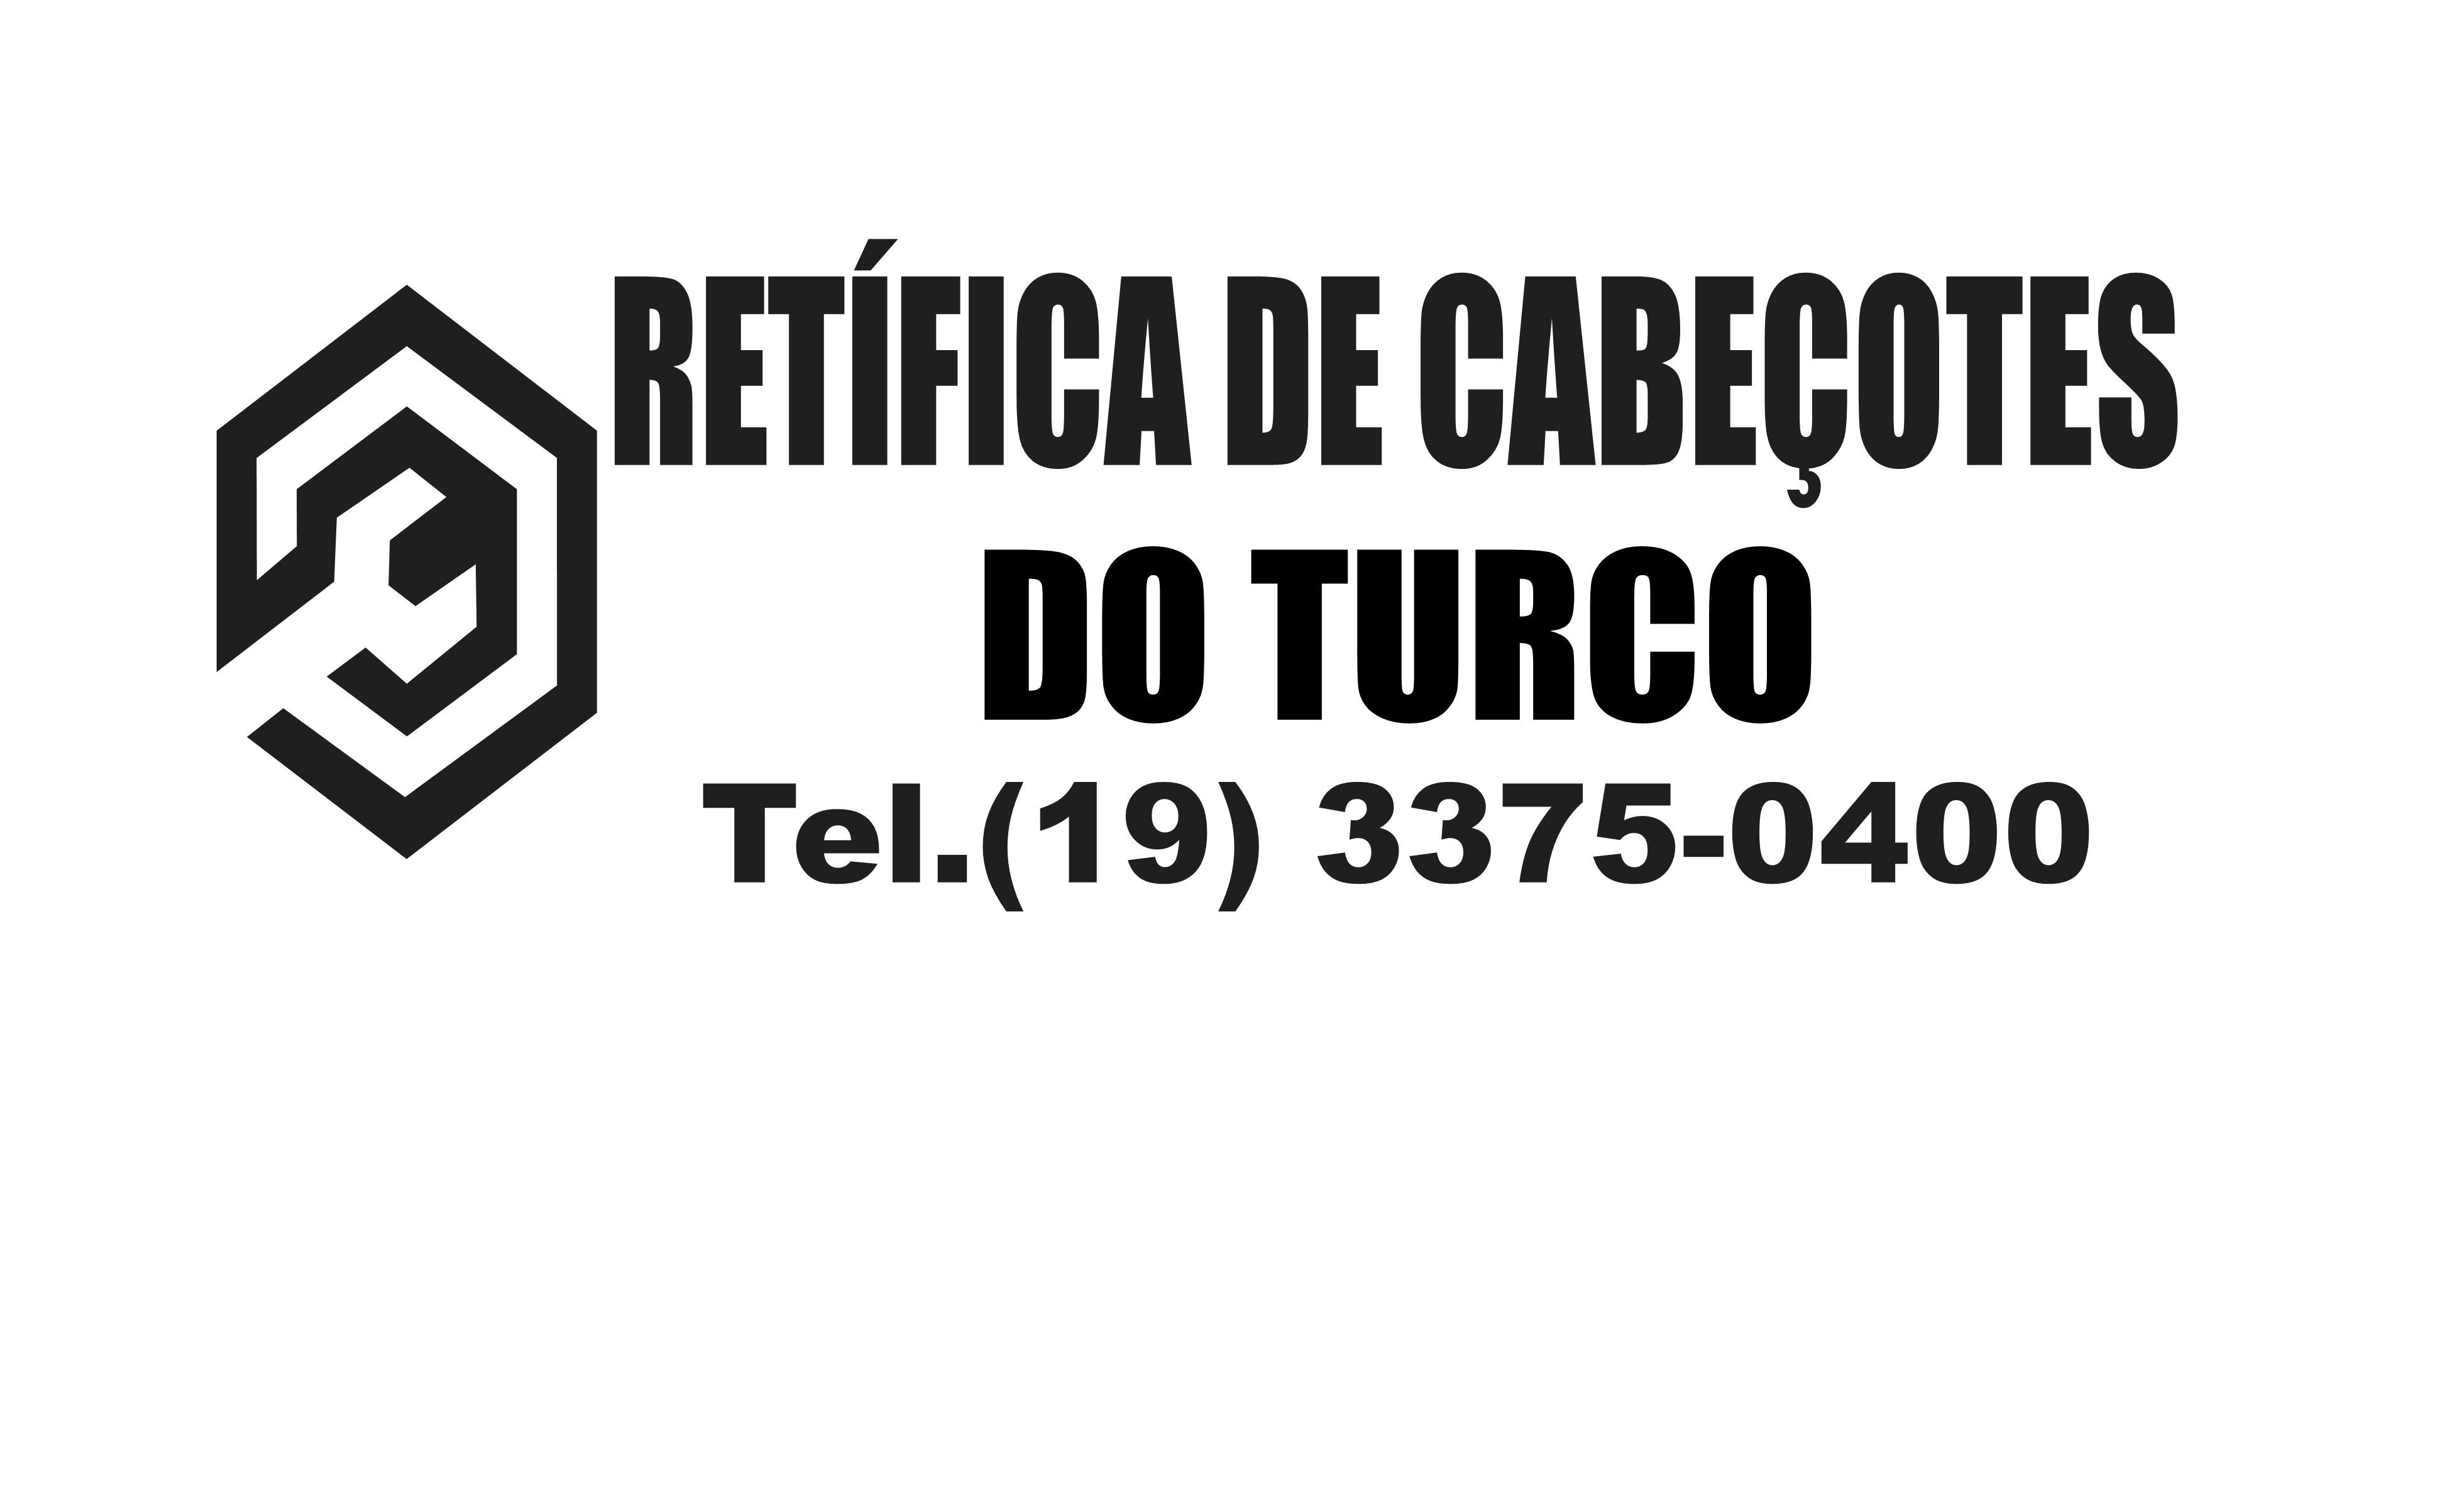 RETÍFICA DE CABEÇOTES
DO TURCO
Tel.(19) 3375-0400